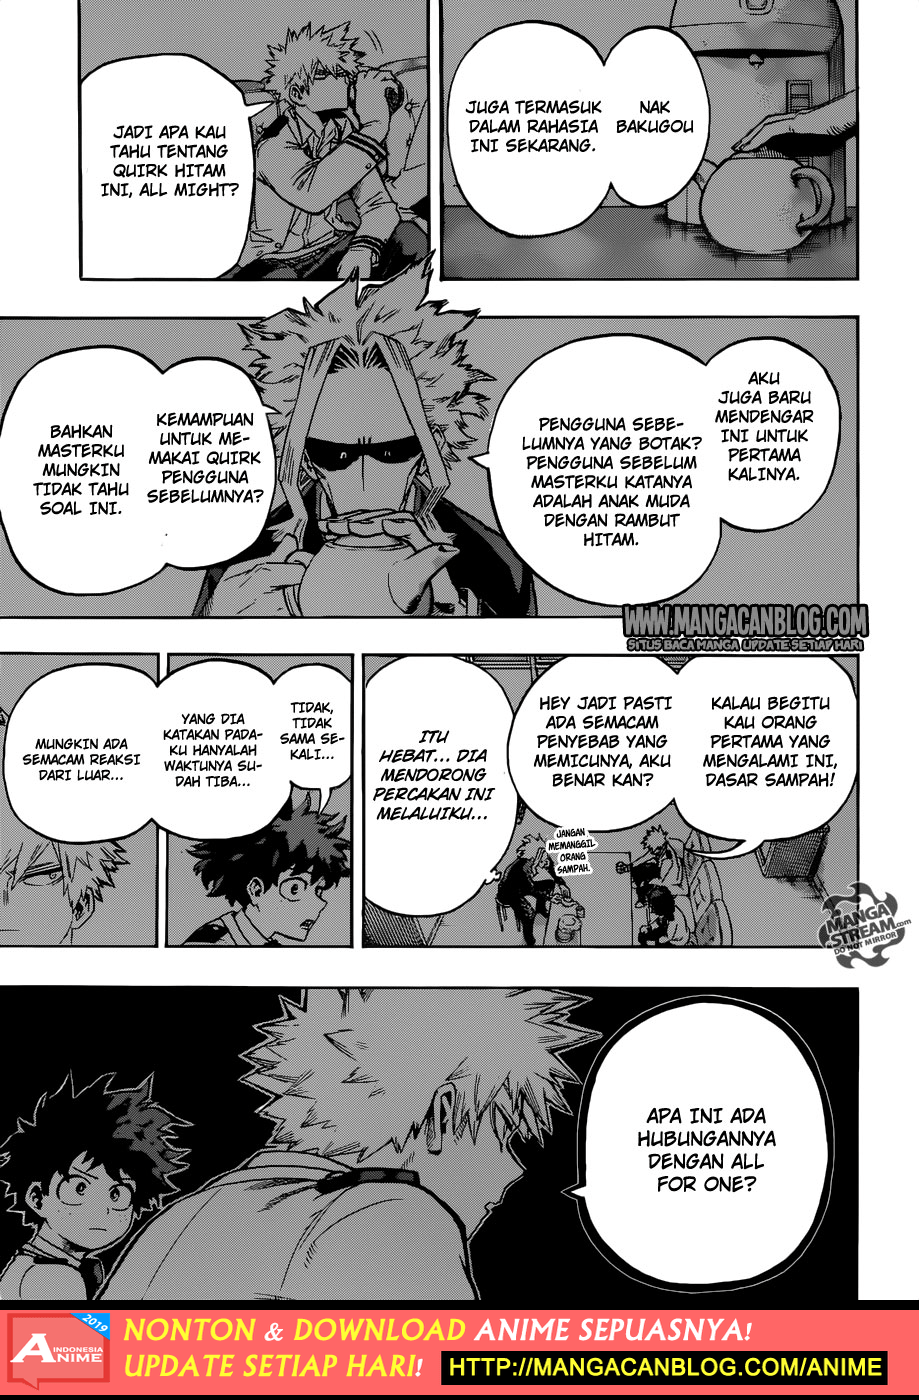 NAK
BAKUGOU
JUGA TERMASUK
DALAM RAHASIA
INI SEKARANG.
JADI APA KAU
TAHU TENTANG
QUIRK HITAM
INI, ALL MIGHT?
AKU
JUGA BARU
MENDENGAR
INI UNTUK
PERTAMA
KALINYA.
PENGGUNA SEBE-
LUMNYA YANG BOTAK?
PENGGUNA SEBELUM
MASTERKU KATANYA
ADALAH ANAK MUDA
DENGAN RAMBUT
HITAM.
KEMAMPUAN
UNTUK ME-
MAKAI QUIRK
PENGGUNA
SEBELUMNYA?
BAHKAN
MASTERKU
MUNGKIN
TIDAK TAHU
SOAL INI.
WWW.MANGACANBLOG.COM
SITUS BACA MANGA UPDATE SETIAP HARI
KALAU BEGITU
KAU ORANG
PERTAMA YANG
MENGALAMI INI,
DASAR SAMPAH!
HEY JADI PASTI
ADA SEMACAM
PENYEBAB YANG
MEMICUNYA, AKU
BENAR KAN?
JANGAN
MEMANGGIL
ORANG
SAMPAH.
ITU
HEBAT... DIA
MENDORONG
PERCAKAN INI
MELALUIKU...
TIDAK,
TIDAK
SAMA SE-
KALI...
YANG DIA
KATAKAN PADA-
KU HANYALAH
WAKTUNYA SU-
DAH TIBA...
MUNGKIN ADA
SEMACAM REAKSI
DARI LUAR...
MANGA
STREAM.com
DO NOT MIRROR
APA INI ADA
HUBUNGANNYA
DENGAN ALL
FOR ONE?
2019
INDONESIA
ANIME
NONTON & DOWNLOAD ANIME SEPUASNYA!
UPDATE SETIAP HARI! HTTP://MANGACANBLOG.COM/ANIME